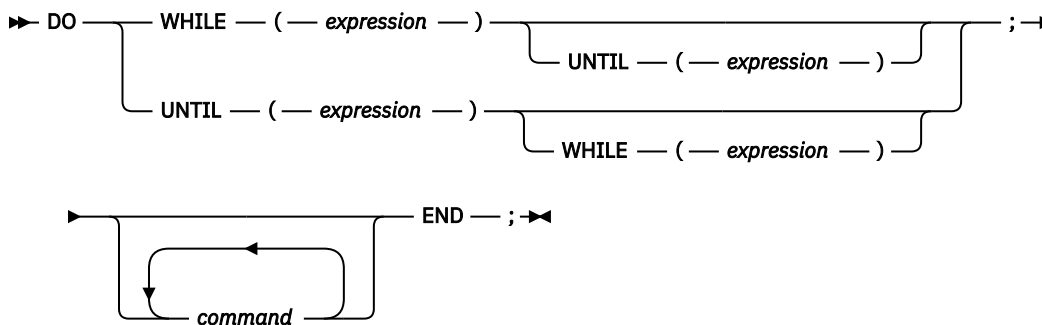 DO WHILE ( expression ) ;
UNTIL ( expression )
UNTIL ( expression )
WHILE ( expression )
END ;
command